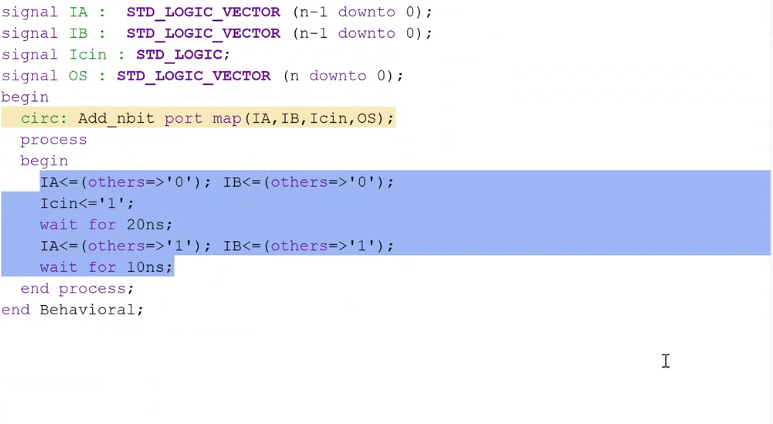 signal IA :  STD_LOGIC_VECTOR (n-1 downto 0);
signal IB :  STD_LOGIC_VECTOR (n-1 downto 0);
signal Icin : STD_LOGIC;
signal OS : STD_LOGIC_VECTOR (n downto 0);
begin
  circ: Add_nbit port map(IA,IB,Icin,OS);
  process
  begin
    IA<=(others=>'0'); IB<=(others=>'0');
    Icin<='1';
    wait for 20ns;
    IA<=(others=>'1'); IB<=(others=>'1');
    wait for 10ns;
  end process;
end Behavioral;